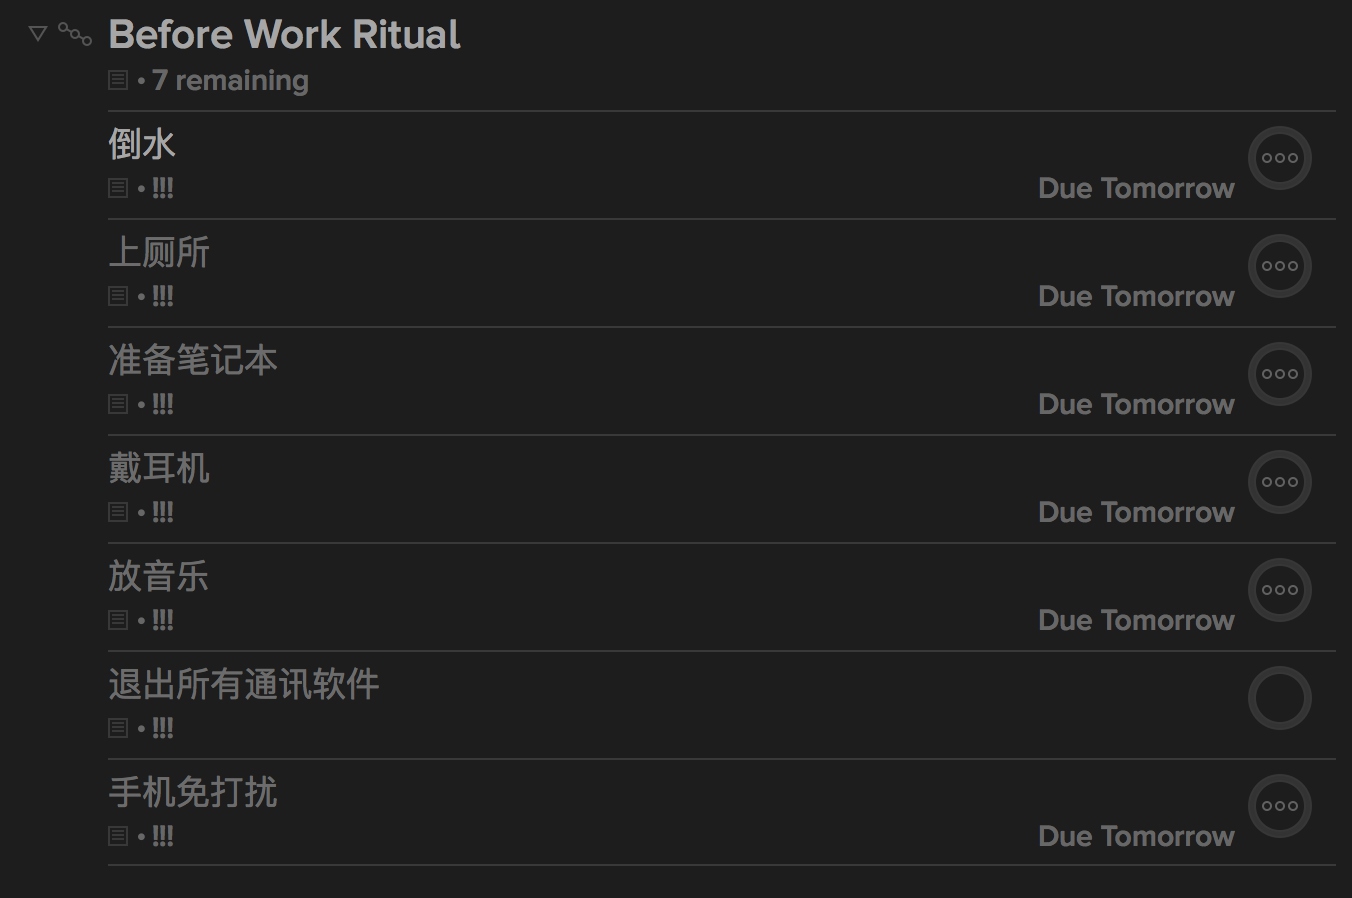 Before Work Ritual
• 7 remaining
倒水
• !!!
Due Tomorrow
上厕所
• !!!
Due Tomorrow
准备笔记本
• !!!
Due Tomorrow
戴耳机
• !!!
Due Tomorrow
放音乐
• !!!
Due Tomorrow
退出所有通讯软件
• !!!
手机免打扰
• !!!
Due Tomorrow